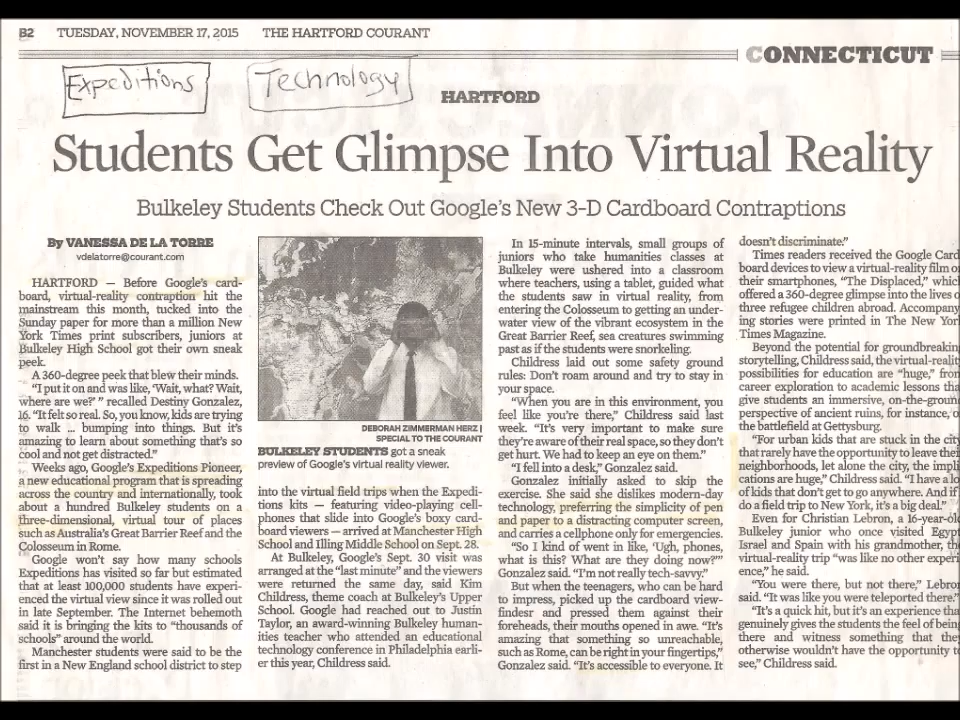 B2 TUESDAY, NOVEMBER 17, 2015 THE HARTFORD COURANT
CONNECTICUT
Expeditions
Technology
HARTFORD
Students Get Glimpse Into Virtual Reality
Bulkeley Students Check Out Google's New 3-D Cardboard Contraptions
By VANESSA DE LA TORRE
vdelatorre@courant.com
HARTFORD — Before Google's card-
board, virtual-reality contraption hit the
mainstream this month, tucked into the
Sunday paper for more than a million New
York Times print subscribers, juniors at
Bulkeley High School got their own sneak
peek.
A 360-degree peek that blew their minds.
"I put it on and was like, 'Wait, what? Wait,
where are we?' " recalled Destiny Gonzalez,
16. "It felt so real. So, you know, kids are trying
to walk ... bumping into things. But it's
amazing to learn about something that's so
cool and not get distracted."
Weeks ago, Google's Expeditions Pioneer,
a new educational program that is spreading
across the country and internationally, took
about a hundred Bulkeley students on a
three-dimensional, virtual tour of places
such as Australia's Great Barrier Reef and the
Colosseum in Rome.
Google won't say how many schools
Expeditions has visited so far but estimated
that at least 100,000 students have experi-
enced the virtual view since it was rolled out
in late September. The Internet behemoth
said it is bringing the kits to "thousands of
schools" around the world.
Manchester students were said to be the
first in a New England school district to step
DEBORAH ZIMMERMAN HERZ |
SPECIAL TO THE COURANT
BULKELEY STUDENTS got a sneak
preview of Google's virtual reality viewer.
into the virtual field trips when the Expedi-
tions kits — featuring video-playing cell-
phones that slide into Google's boxy card-
board viewers — arrived at Manchester High
School and Illing Middle School on Sept. 28.
At Bulkeley, Google's Sept. 30 visit was
arranged at the "last minute" and the viewers
were returned the same day, said Kim
Childress, theme coach at Bulkeley's Upper
School. Google had reached out to Justin
Taylor, an award-winning Bulkeley human-
ities teacher who attended an educational
technology conference in Philadelphia earli-
er this year, Childress said.
In 15-minute intervals, small groups of
juniors who take humanities classes at
Bulkeley were ushered into a classroom
where teachers, using a tablet, guided what
the students saw in virtual reality, from
entering the Colosseum to getting an under-
water view of the vibrant ecosystem in the
Great Barrier Reef, sea creatures swimming
past as if the students were snorkeling.
Childress laid out some safety ground
rules: Don't roam around and try to stay in
your space.
"When you are in this environment, you
feel like you're there," Childress said last
week. "It's very important to make sure
they're aware of their real space, so they don't
get hurt. We had to keep an eye on them."
"I fell into a desk," Gonzalez said.
Gonzalez initially asked to skip the
exercise. She said she dislikes modern-day
technology, preferring the simplicity of pen
and paper to a distracting computer screen,
and carries a cellphone only for emergencies.
"So I kind of went in like, 'Ugh, phones,
what is this? What are they doing now?'"
Gonzalez said. "I'm not really tech-savvy."
But when the teenagers, who can be hard
to impress, picked up the cardboard view-
finders and pressed them against their
foreheads, their mouths opened in awe. "It's
amazing that something so unreachable,
such as Rome, can be right in your fingertips,"
Gonzalez said. "It's accessible to everyone. It
doesn't discriminate."
Times readers received the Google Card
board devices to view a virtual-reality film o
their smartphones, "The Displaced," whic
offered a 360-degree glimpse into the lives o
three refugee children abroad. Accompany
ing stories were printed in The New Yor
Times Magazine.
Beyond the potential for groundbreaking
storytelling, Childress said, the virtual-reality
possibilities for education are "huge," from
career exploration to academic lessons tha
give students an immersive, on-the-groun
perspective of ancient ruins, for instance, o
the battlefield at Gettysburg.
"For urban kids that are stuck in the city
that rarely have the opportunity to leave thei
neighborhoods, let alone the city, the impli
cations are huge," Childress said. "I have a lo
of kids that don't get to go anywhere. And if
do a field trip to New York, it's a big deal."
Even for Christian Lebron, a 16-year-old
Bulkeley junior who once visited Egypt
Israel and Spain with his grandmother, th
virtual-reality trip "was like no other experi
ence," he said.
"You were there, but not there," Lebro
said. "It was like you were teleported there."
"It's a quick hit, but it's an experience tha
genuinely gives the students the feel of being
there and witness something that they
otherwise wouldn't have the opportunity t
see," Childress said.